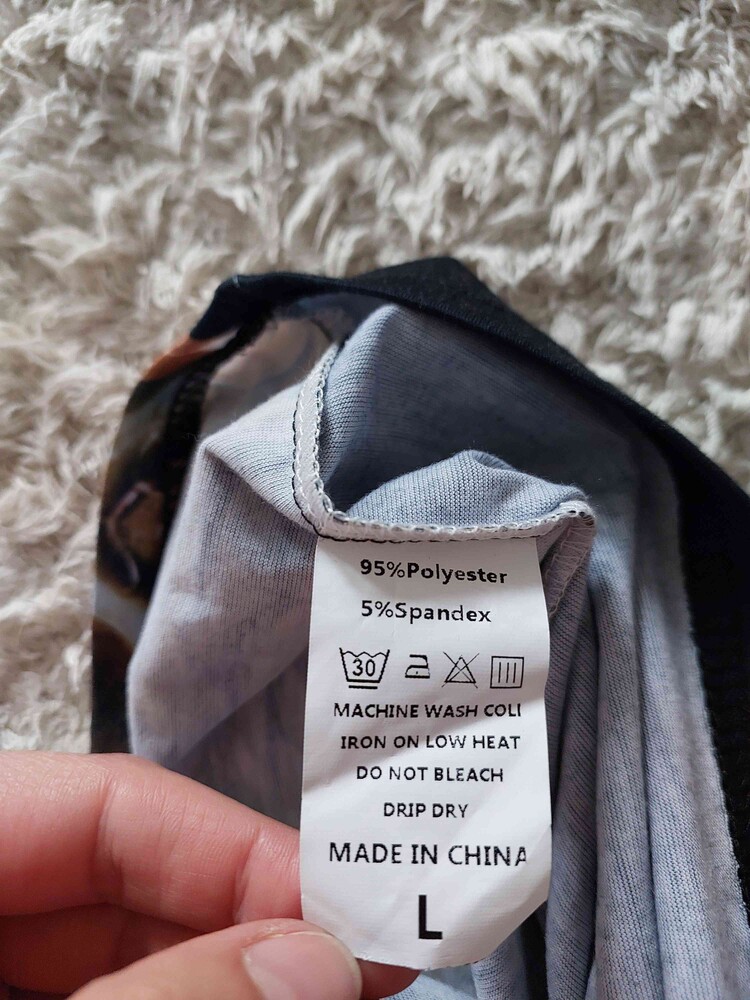 95%Polyester
5%Spandex
30
MACHINE WASH COLI
IRON ON LOW HEAT
DO NOT BLEACH
DRIP DRY
MADE IN CHINA
L